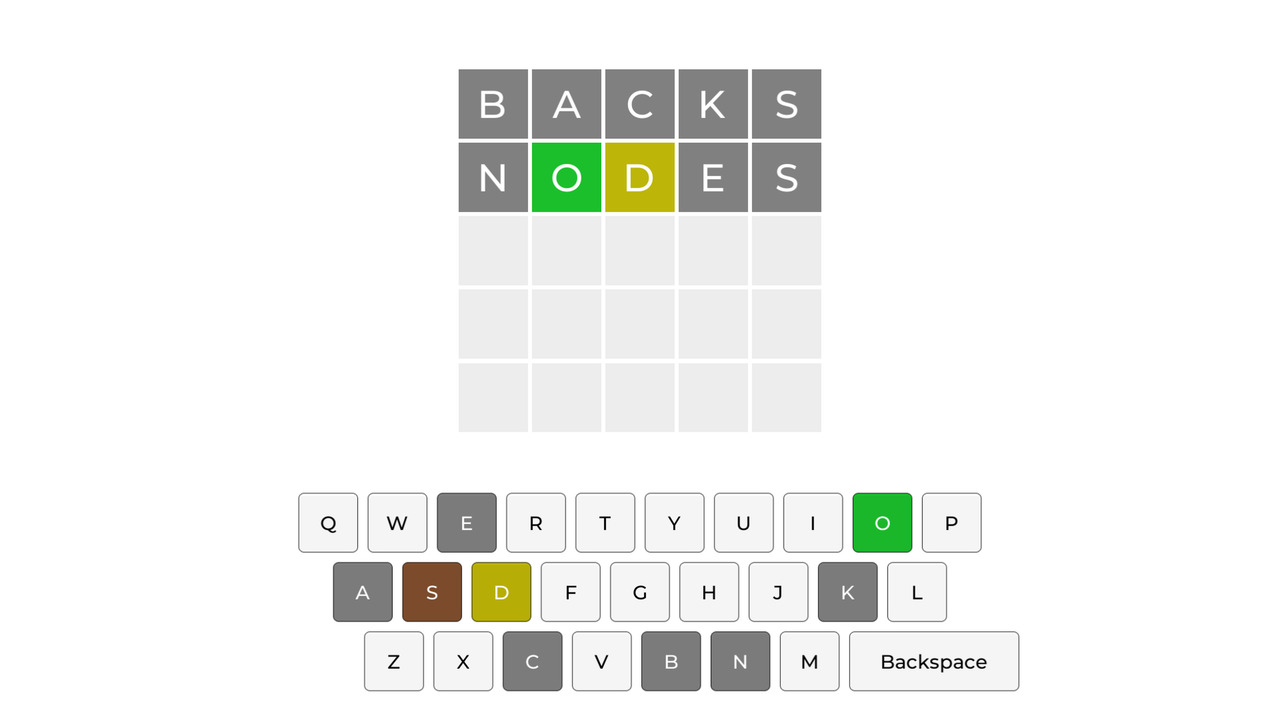 B A C K S
N O D E S
Q W E R T Y U I O P
A S D F G H J K L
Z X C V B N M Backspace